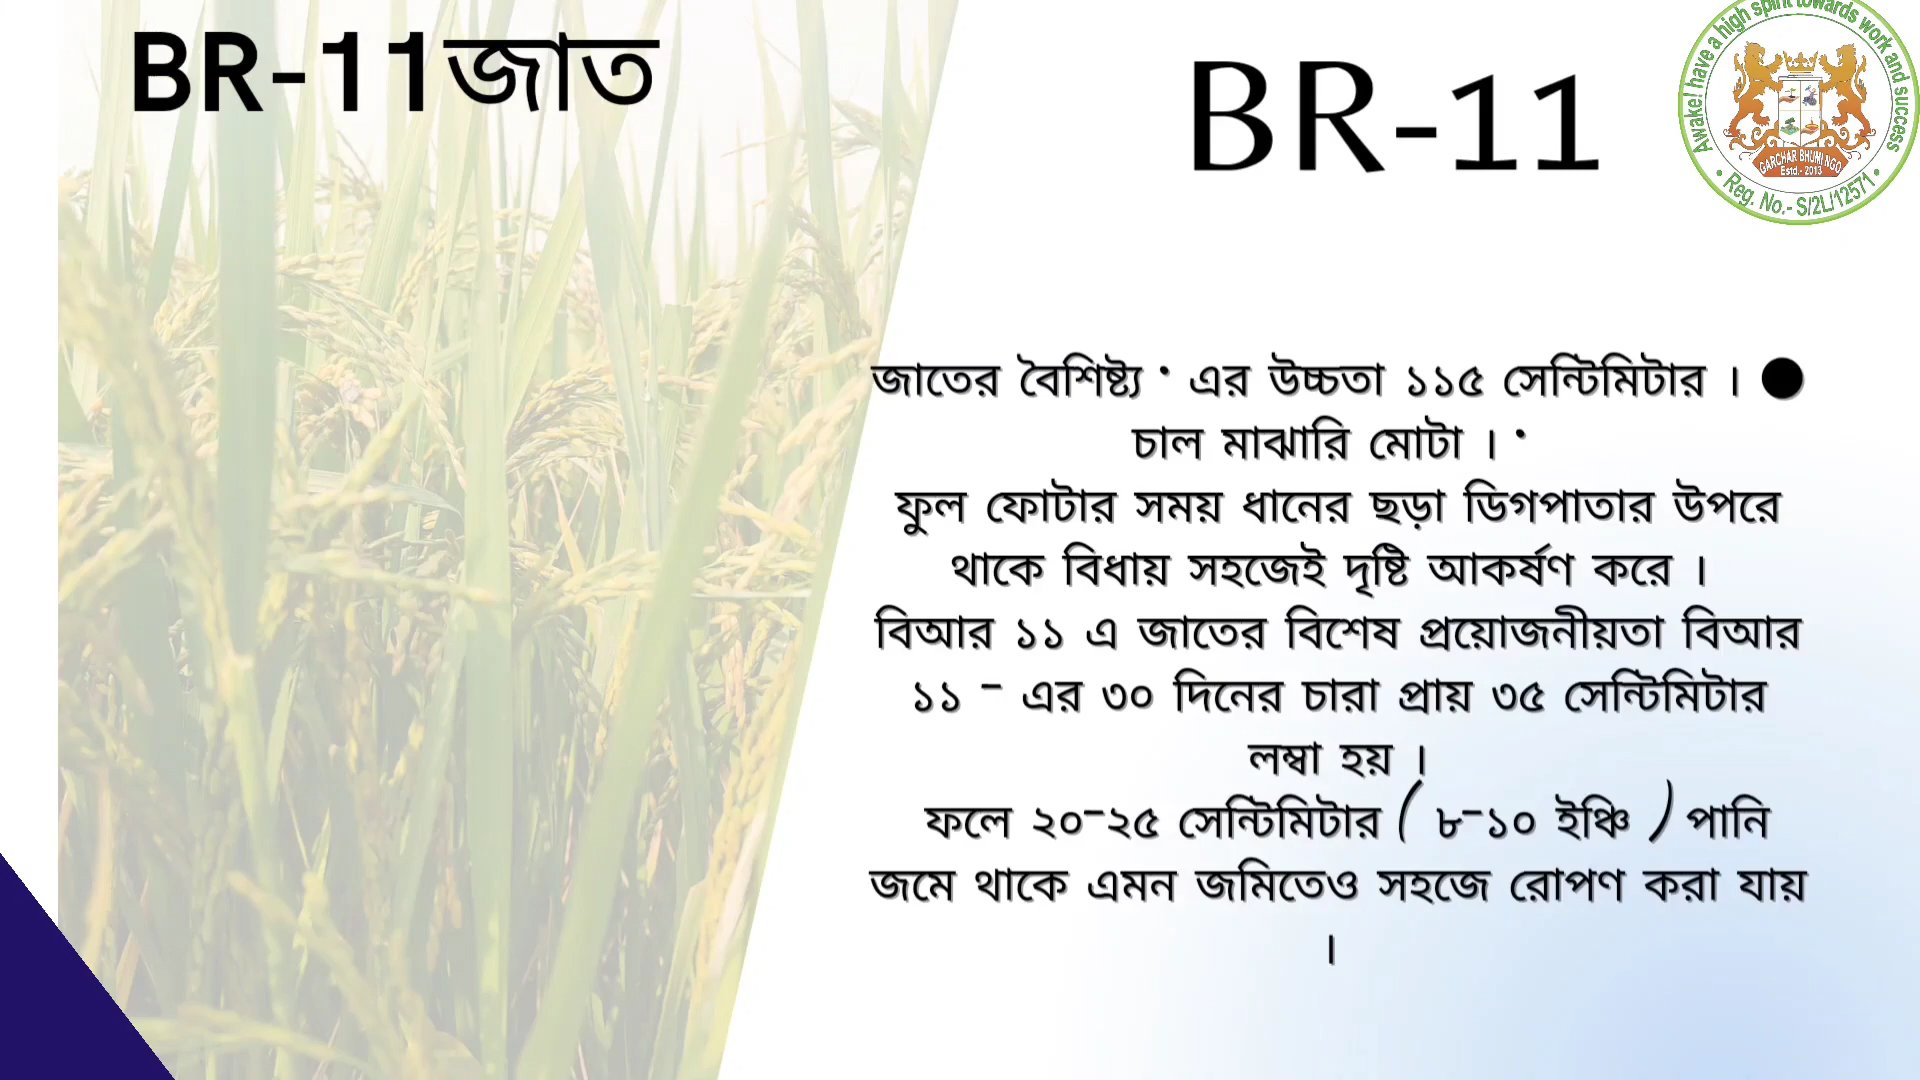 BR-11জাত
BR-11
Awake! have a high spirit towards work and success
GARCHAR BHUMI NGO
Estd.- 2013
• Reg. No.- S/2L/12571 •
জাতের বৈশিষ্ট্য · এর উচ্চতা ১১৫ সেন্টিমিটার । ●
চাল মাঝারি মোটা । ·
ফুল ফোটার সময় ধানের ছড়া ডিগপাতার উপরে
থাকে বিধায় সহজেই দৃষ্টি আকর্ষণ করে ।
বিআর ১১ এ জাতের বিশেষ প্রয়োজনীয়তা বিআর
১১ - এর ৩০ দিনের চারা প্রায় ৩৫ সেন্টিমিটার
লম্বা হয় ।
ফলে ২০-২৫ সেন্টিমিটার ( ৮-১০ ইঞ্চি ) পানি
জমে থাকে এমন জমিতেও সহজে রোপণ করা যায়
।